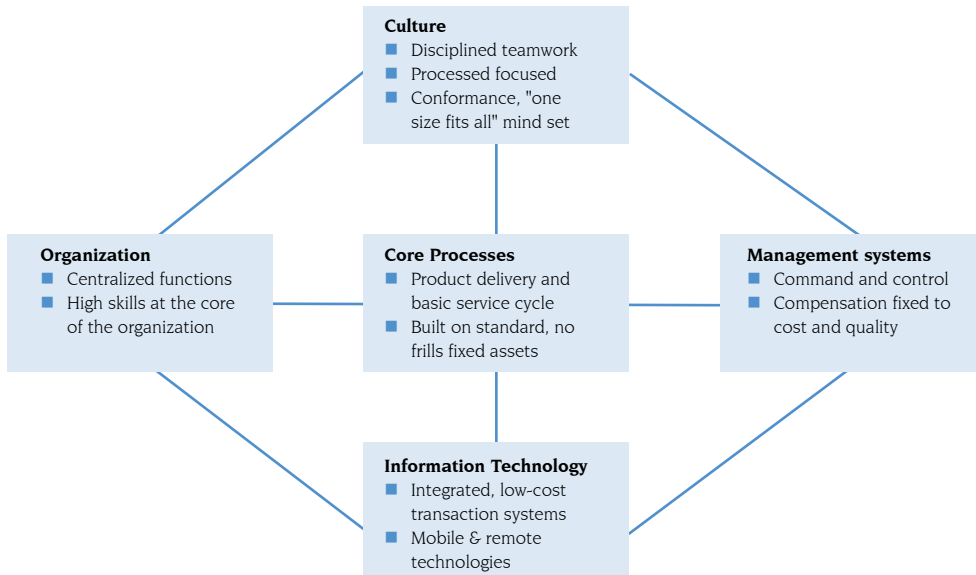 Culture
Disciplined teamwork
Processed focused
Conformance, "one
size fits all" mind set
Organization
Centralized functions
High skills at the core
of the organization
Core Processes
Product delivery and
basic service cycle
Built on standard, no
frills fixed assets
Management systems
Command and control
Compensation fixed to
cost and quality
Information Technology
Integrated, low-cost
transaction systems
Mobile & remote
technologies